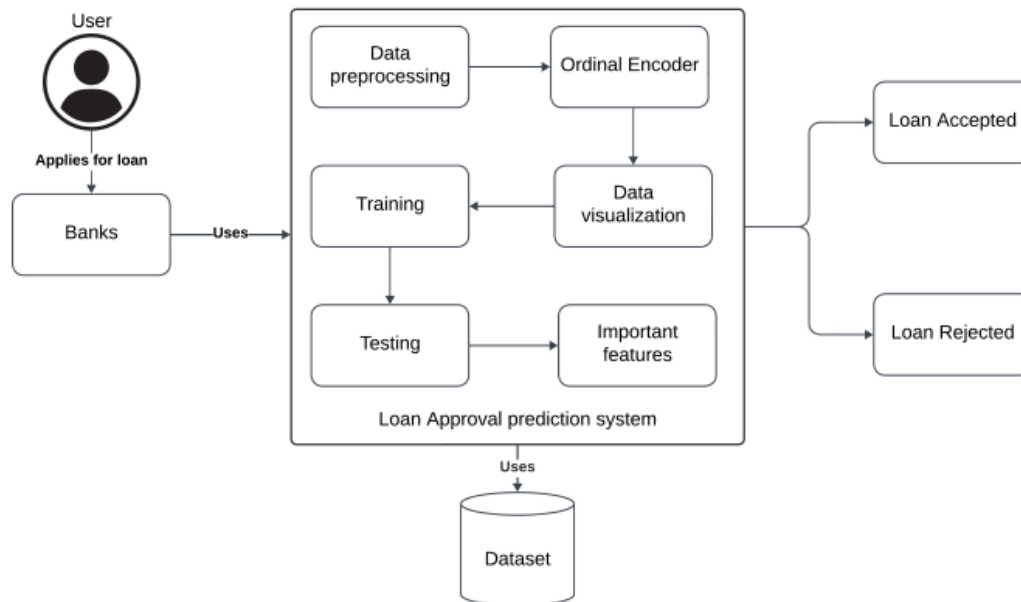 User
Applies for loan
Banks
Uses
Data
preprocessing
Ordinal Encoder
Data
visualization
Training
Testing
Important
features
Loan Approval prediction system
Uses
Dataset
Loan Accepted
Loan Rejected